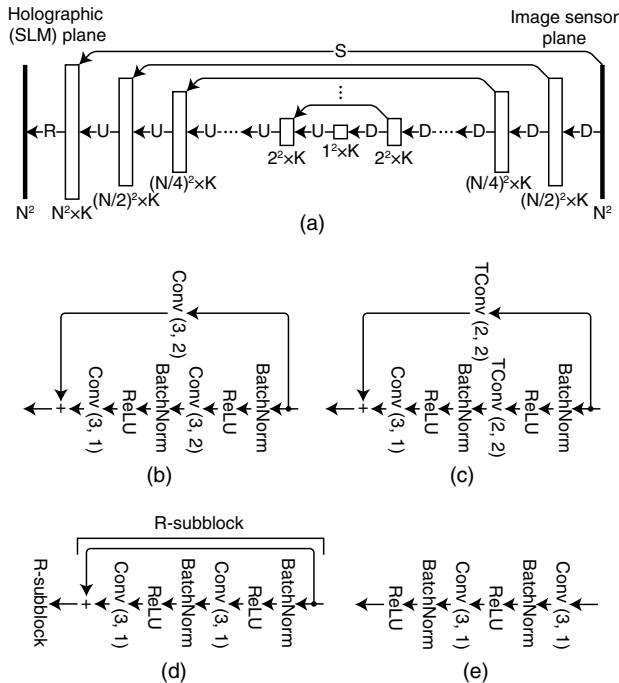 Holographic
(SLM) plane
Image sensor
plane
S
R U U U U U D D D D D
N² N²×K (N/2)²×K (N/4)²×K 2²×K 1²×K 2²×K (N/4)²×K (N/2)²×K N²
(a)
Conv (3, 2)
+ Conv (3, 1) ReLU BatchNorm Conv (3, 2) ReLU BatchNorm
(b)
TConv (2, 2)
+ Conv (3, 1) ReLU BatchNorm TConv (2, 2) ReLU BatchNorm
(c)
R-subblock
R-subblock + Conv (3, 1) ReLU BatchNorm Conv (3, 1) ReLU BatchNorm
(d)
ReLU BatchNorm Conv (3, 1) ReLU BatchNorm Conv (3, 1)
(e)